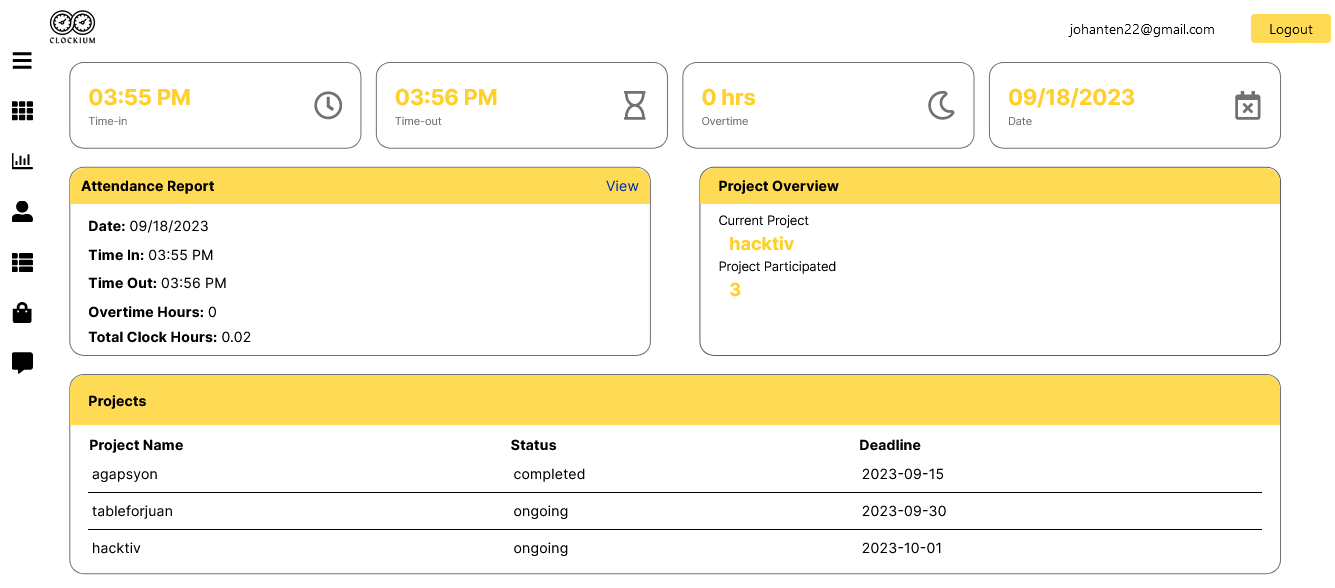 CLOCKIUM
johanten22@gmail.com Logout
03:55 PM 03:56 PM 0 hrs 09/18/2023
Time-in Time-out Overtime Date
Attendance Report View
Date: 09/18/2023
Time In: 03:55 PM
Time Out: 03:56 PM
Overtime Hours: 0
Total Clock Hours: 0.02
Project Overview
Current Project
hacktiv
Project Participated
3
Projects
Project Name Status Deadline
agapsyon completed 2023-09-15
tableforjuan ongoing 2023-09-30
hacktiv ongoing 2023-10-01